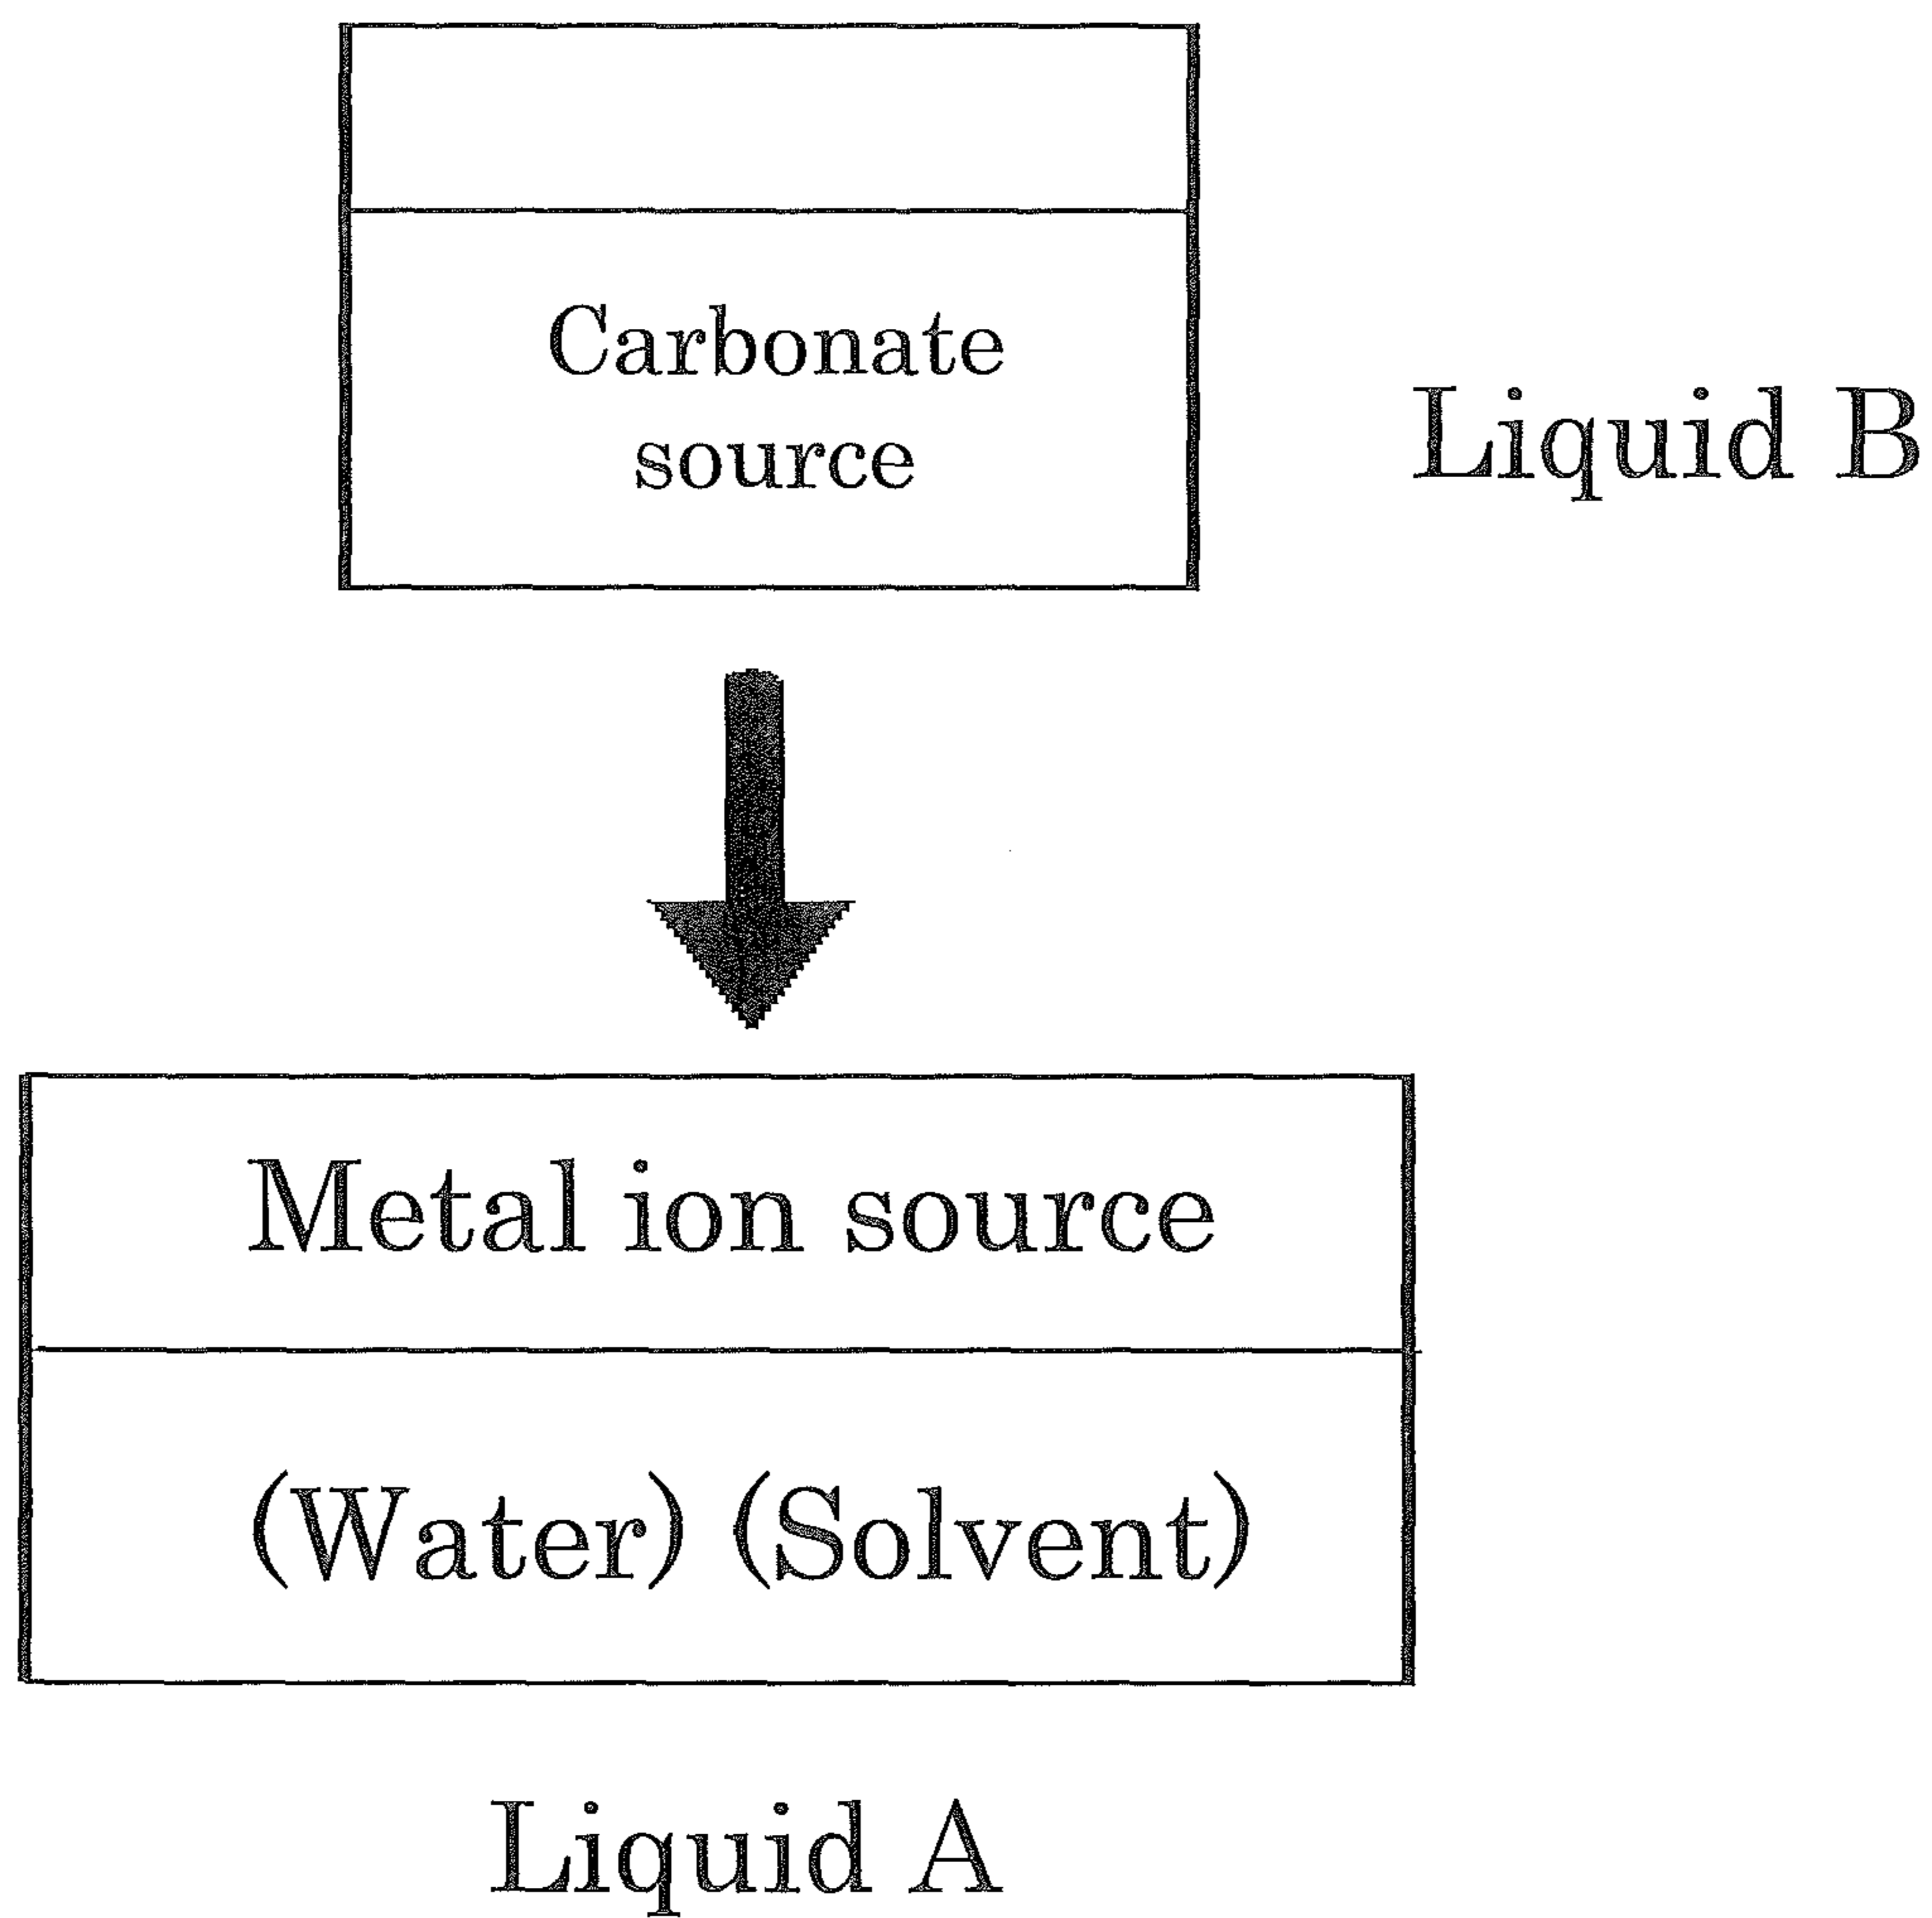 Carbonate
source
Liquid B
Metal ion source
(Water) (Solvent)
Liquid A